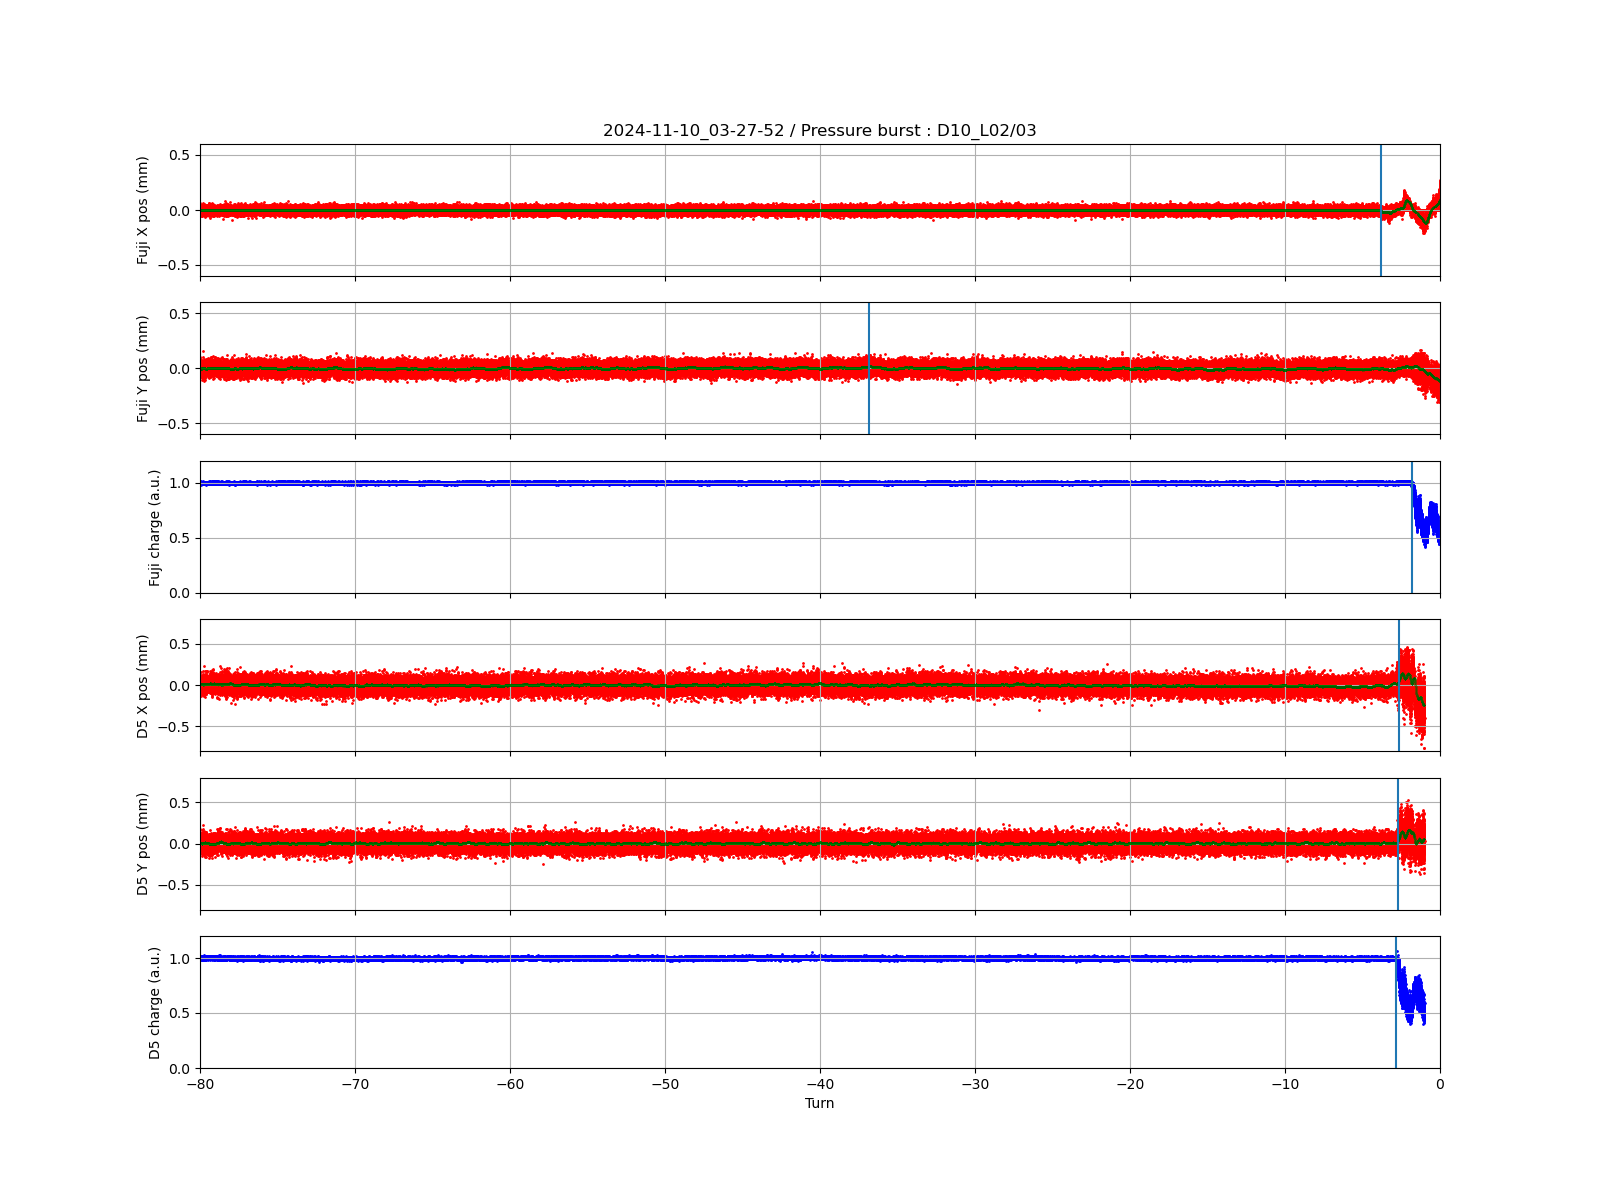 2024-11-10_03-27-52 / Pressure burst : D10_L02/03
Fuji X pos (mm)
0.5
0.0
−0.5
Fuji Y pos (mm)
0.5
0.0
−0.5
Fuji charge (a.u.)
1.0
0.5
0.0
D5 X pos (mm)
0.5
0.0
−0.5
D5 Y pos (mm)
0.5
0.0
−0.5
D5 charge (a.u.)
1.0
0.5
0.0
−80 −70 −60 −50 −40 −30 −20 −10 0
Turn